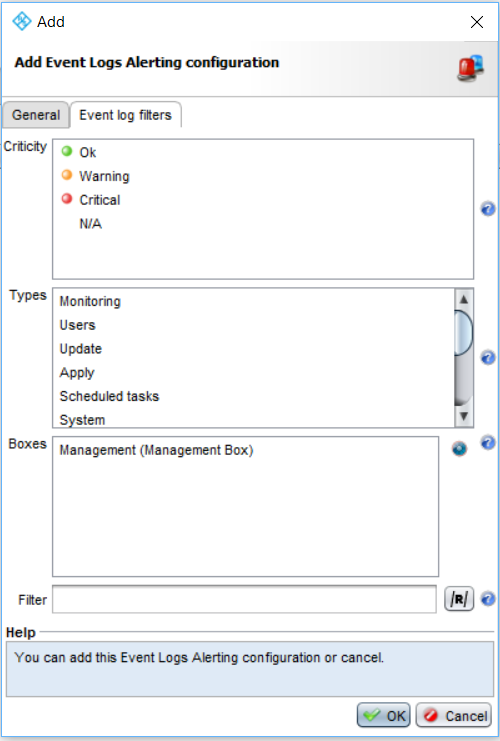 Add
Add Event Logs Alerting configuration
General
Event log filters
Criticity
Ok
Warning
Critical
N/A
Types
Monitoring
Users
Update
Apply
Scheduled tasks
System
Boxes
Management (Management Box)
Filter
/R/
Help
You can add this Event Logs Alerting configuration or cancel.
OK
Cancel